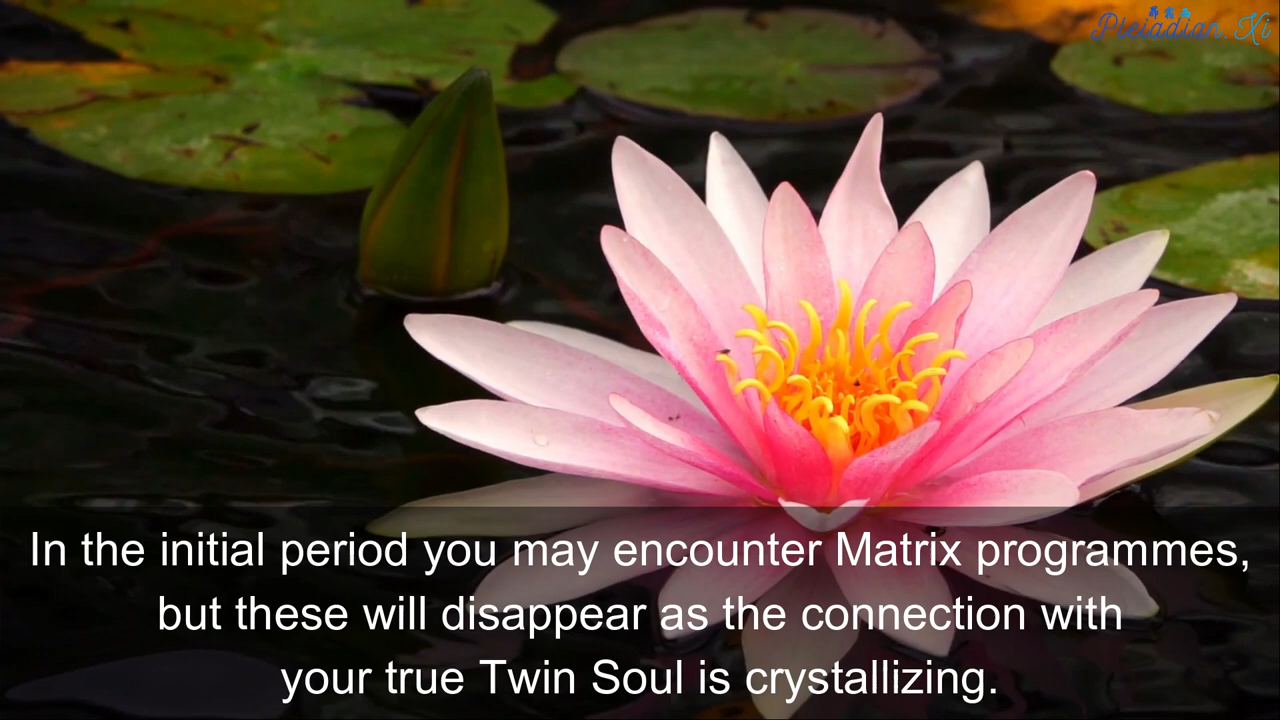 Pleiadian.Xi
In the initial period you may encounter Matrix programmes,
but these will disappear as the connection with
your true Twin Soul is crystallizing.